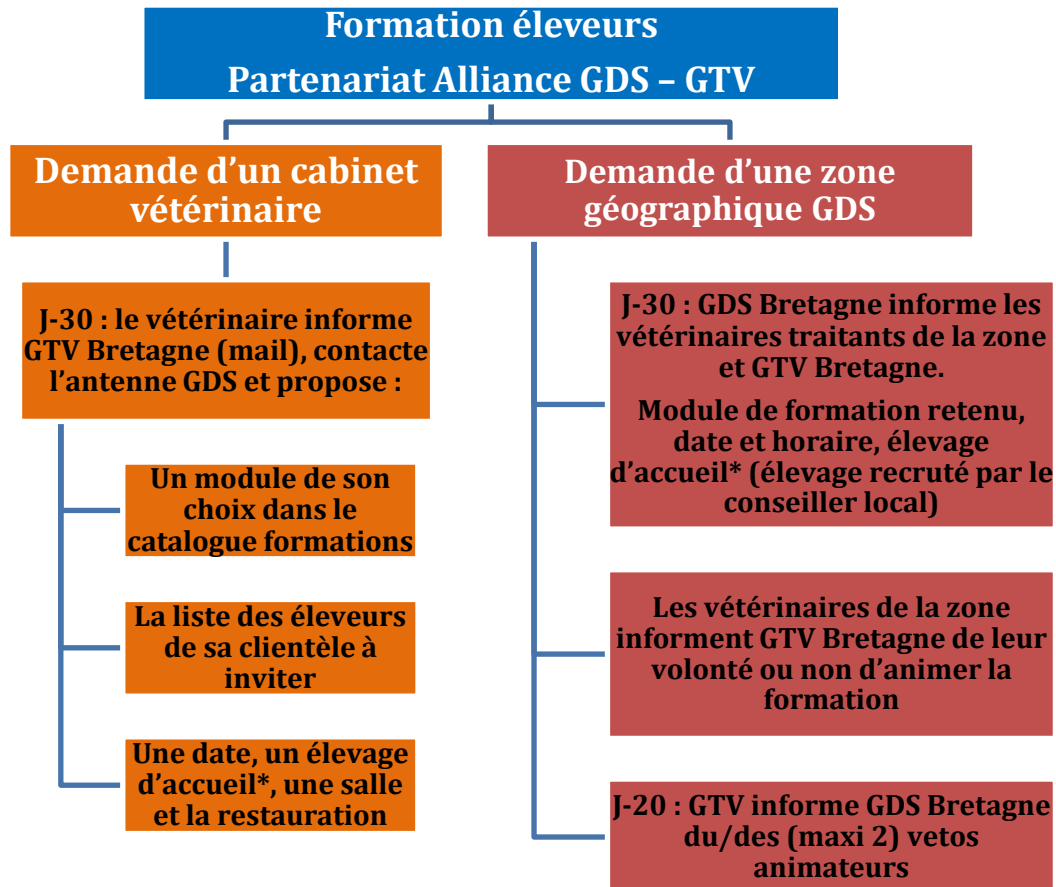 Formation éleveurs
Partenariat Alliance GDS – GTV
Demande d’un cabinet
vétérinaire
J-30 : le vétérinaire informe
GTV Bretagne (mail), contacte
l’antenne GDS et propose :
Un module de son
choix dans le
catalogue formations
La liste des éleveurs
de sa clientèle à
inviter
Une date, un élevage
d’accueil*, une salle
et la restauration
Demande d’une zone
géographique GDS
J-30 : GDS Bretagne informe les
vétérinaires traitants de la zone
et GTV Bretagne.
Module de formation retenu,
date et horaire, élevage
d’accueil* (élevage recruté par le
conseiller local)
Les vétérinaires de la zone
informent GTV Bretagne de leur
volonté ou non d’animer la
formation
J-20 : GTV informe GDS Bretagne
du/des (maxi 2) vetos
animateurs